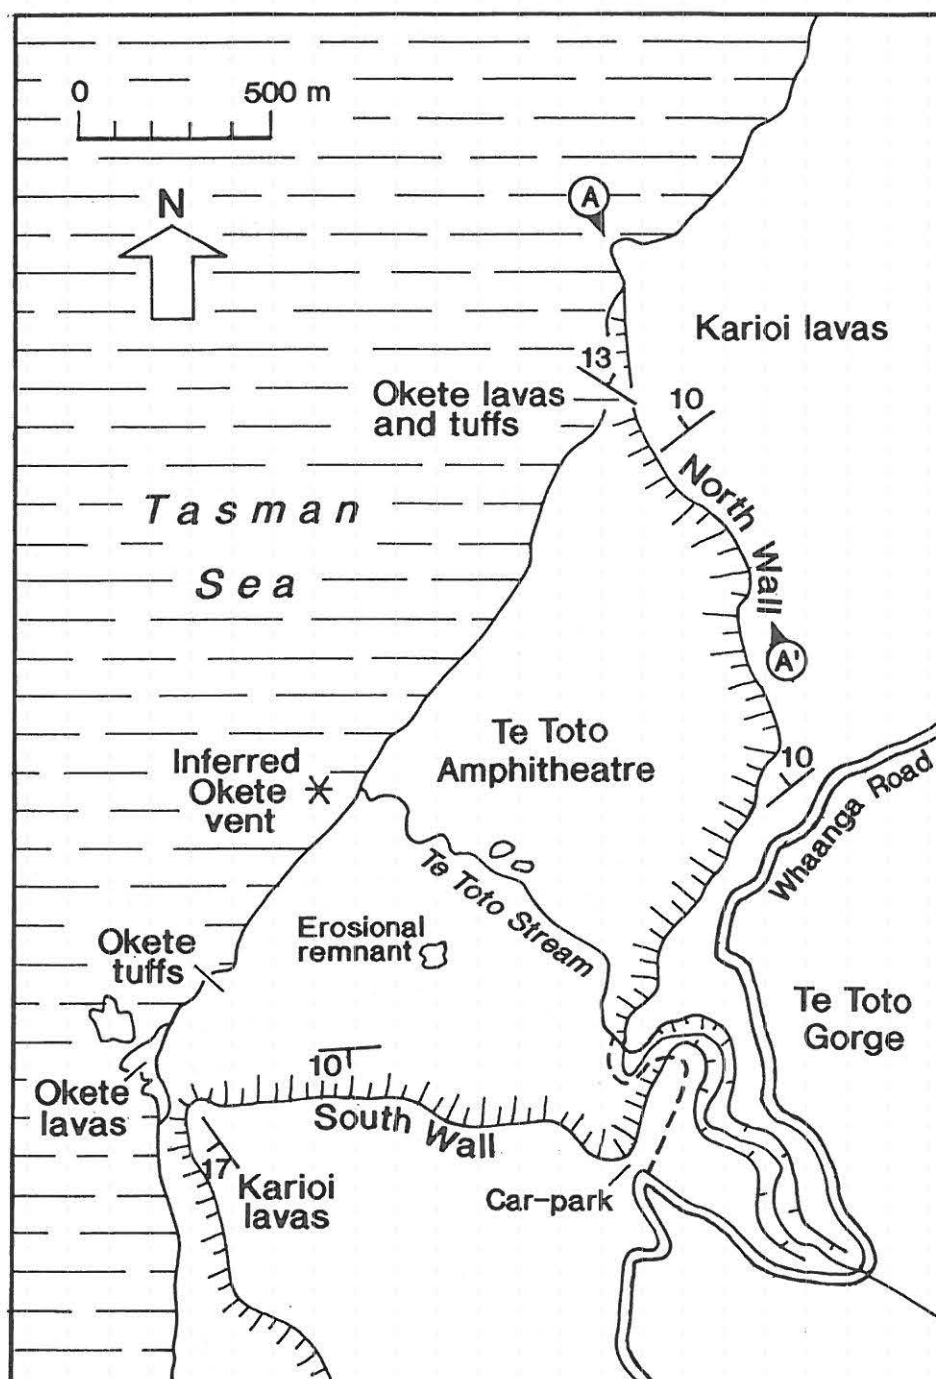 0 500 m
N
A
Karioi lavas
13
Okete lavas
and tuffs
10
North Wall
Tasman
Sea
A'
Te Toto
Amphitheatre
10
Inferred
Okete
vent
Whaanga Road
Te Toto Stream
Erosional
remnant
Okete
tuffs
Te Toto
Gorge
10
Okete
lavas
South Wall
17
Karioi
lavas
Car-park